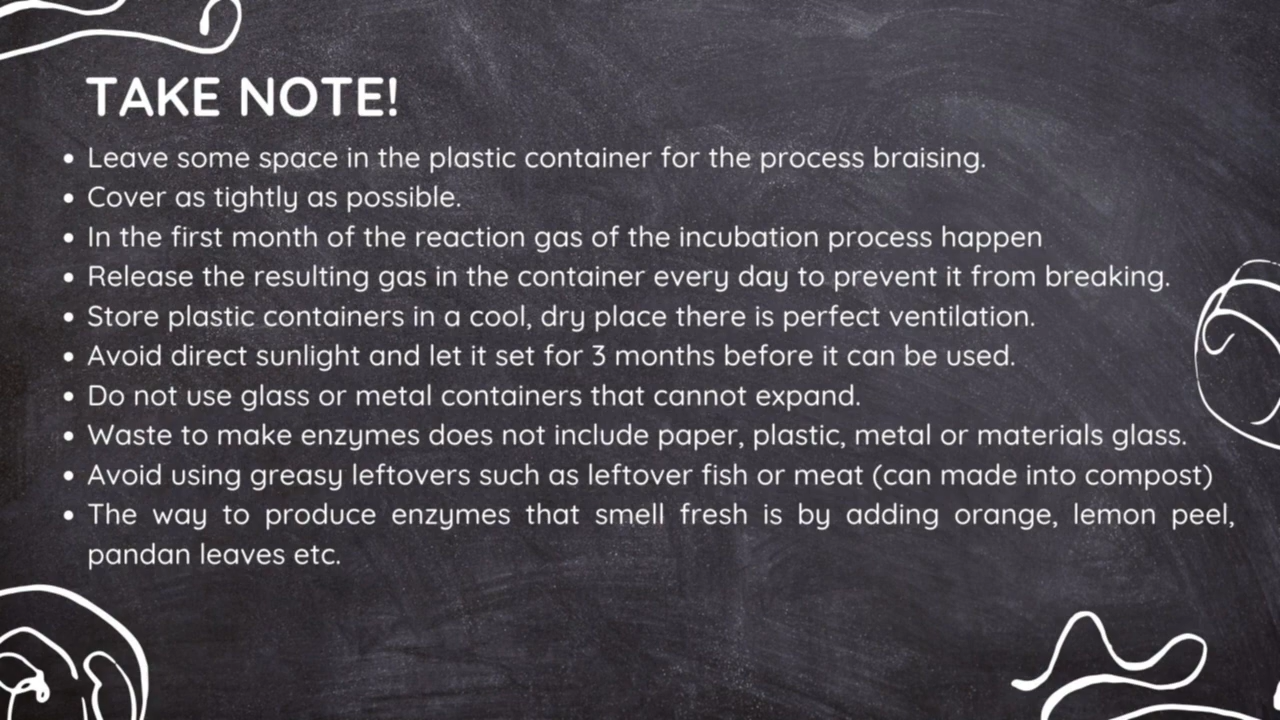 TAKE NOTE!
• Leave some space in the plastic container for the process braising.
• Cover as tightly as possible.
• In the first month of the reaction gas of the incubation process happen
• Release the resulting gas in the container every day to prevent it from breaking.
• Store plastic containers in a cool, dry place there is perfect ventilation.
• Avoid direct sunlight and let it set for 3 months before it can be used.
• Do not use glass or metal containers that cannot expand.
• Waste to make enzymes does not include paper, plastic, metal or materials glass.
• Avoid using greasy leftovers such as leftover fish or meat (can made into compost)
• The way to produce enzymes that smell fresh is by adding orange, lemon peel,
pandan leaves etc.